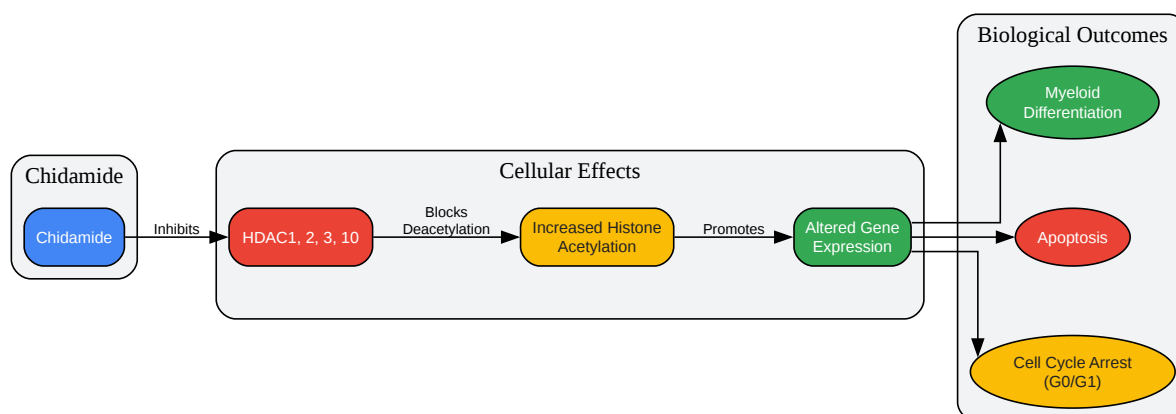 Chidamide
Chidamide
Inhibits
Cellular Effects
HDAC1, 2, 3, 10
Blocks
Deacetylation
Increased Histone
Acetylation
Promotes
Altered Gene
Expression
Biological Outcomes
Myeloid
Differentiation
Apoptosis
Cell Cycle Arrest
(G0/G1)